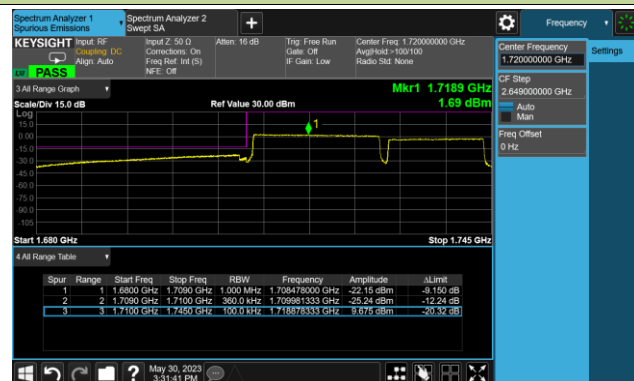 Spectrum Analyzer 1
Spurious Emissions
Spectrum Analyzer 2
Swept SA
Frequency
KEYSIGHT
Input: RF
Coupling: DC
Align: Auto
Input Z: 50 Ω
Corrections: On
Freq Ref: Int (S)
NFE: Off
Atten: 16 dB
Trig: Free Run
Gate: Off
IF Gain: Low
Center Freq: 1.720000000 GHz
Avg|Hold:>100/100
Radio Std: None
PASS
Center Frequency
1.720000000 GHz
Settings
CF Step
2.649000000 GHz
Auto
Man
Freq Offset
0 Hz
3 All Range Graph
Mkr1 1.7189 GHz
Scale/Div 15.0 dB
Ref Value 30.00 dBm
1.69 dBm
Log
15.0
0.00
-15.0
-30.0
-45.0
-60.0
-75.0
-90.0
-105
1
Start 1.680 GHz
Stop 1.745 GHz
4 All Range Table
Spur Range Start Freq Stop Freq RBW Frequency Amplitude ΔLimit
1 1 1.6800 GHz 1.7090 GHz 1.000 MHz 1.708478000 GHz -22.15 dBm -9.150 dB
2 2 1.7090 GHz 1.7100 GHz 360.0 kHz 1.709981333 GHz -25.24 dBm -12.24 dB
3 3 1.7100 GHz 1.7450 GHz 100.0 kHz 1.718878333 GHz 9.675 dBm -20.32 dB
?
May 30, 2023
3:31:41 PM